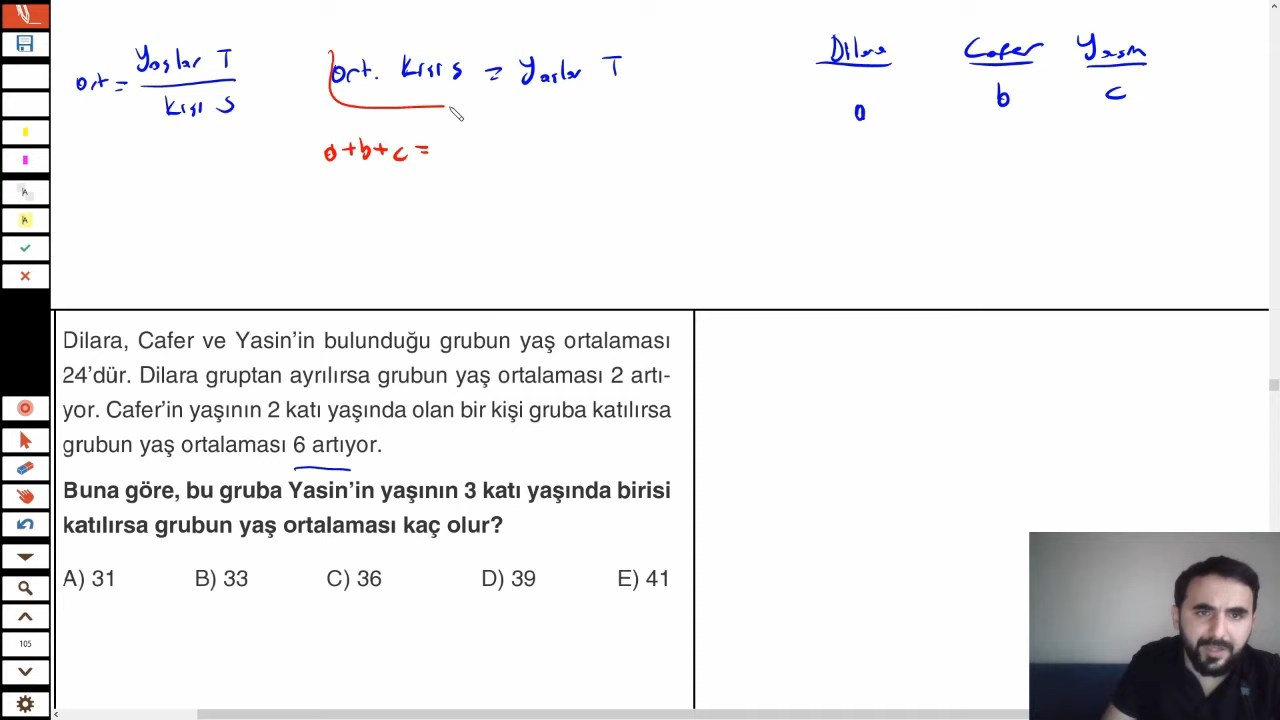 ort = Yaşlar T / Kişi S
ort. Kişi S = Yaşlar T
Dilara Cafer Yasin
a b c
a+b+c =
Dilara, Cafer ve Yasin’in bulunduğu grubun yaş ortalaması
24’dür. Dilara gruptan ayrılırsa grubun yaş ortalaması 2 artı-
yor. Cafer’in yaşının 2 katı yaşında olan bir kişi gruba katılırsa
grubun yaş ortalaması 6 artıyor.
Buna göre, bu gruba Yasin’in yaşının 3 katı yaşında birisi
katılırsa grubun yaş ortalaması kaç olur?
A) 31 B) 33 C) 36 D) 39 E) 41
A
A
105